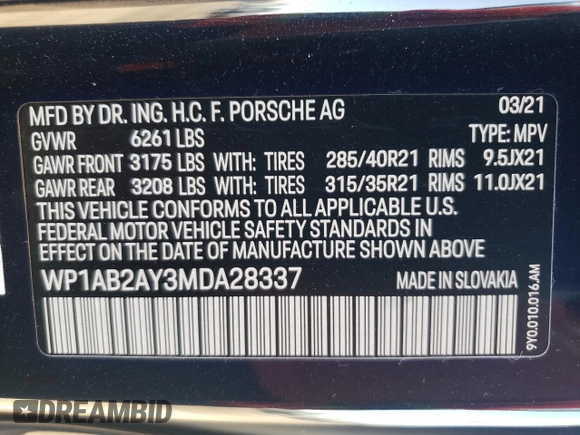 MFD BY DR. ING. H.C. F. PORSCHE AG 03/21
GVWR 6261 LBS TYPE: MPV
GAWR FRONT 3175 LBS WITH: TIRES 285/40R21 RIMS 9.5JX21
GAWR REAR 3208 LBS WITH: TIRES 315/35R21 RIMS 11.0JX21
THIS VEHICLE CONFORMS TO ALL APPLICABLE U.S.
FEDERAL MOTOR VEHICLE SAFETY STANDARDS IN
EFFECT ON THE DATE OF MANUFACTURE SHOWN ABOVE
WP1AB2AY3MDA28337 MADE IN SLOVAKIA
9Y0.010.016.AM
DREAMBID